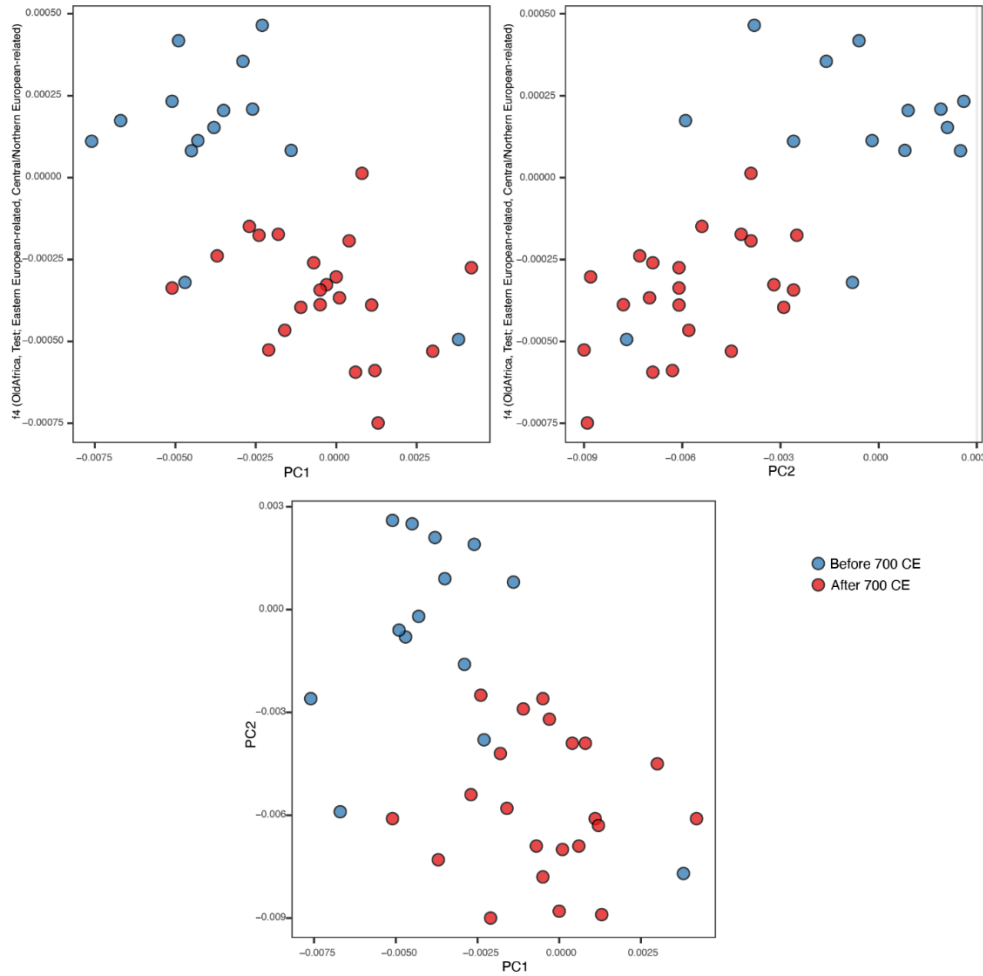 f4 (OldAfrica, Test; Eastern European-related, Central/Northern European-related)
0.00050
0.00025
0.00000
−0.00025
−0.00050
−0.00075
−0.0075 −0.0050 −0.0025 0.0000 0.0025
PC1
f4 (OldAfrica, Test; Eastern European-related, Central/Northern European-related)
0.00050
0.00025
0.00000
−0.00025
−0.00050
−0.00075
−0.009 −0.006 −0.003 0.000 0.003
PC2
PC2
0.003
0.000
−0.003
−0.006
−0.009
−0.0075 −0.0050 −0.0025 0.0000 0.0025
PC1
Before 700 CE
After 700 CE